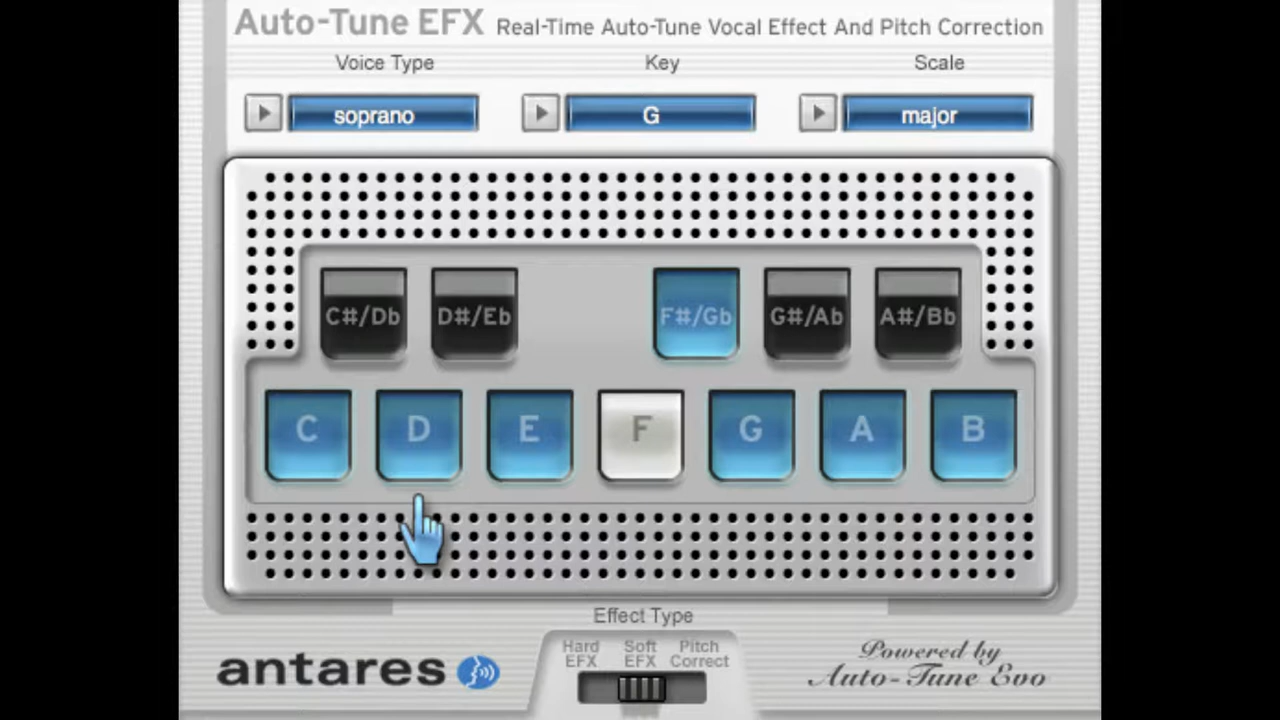 Auto-Tune EFX Real-Time Auto-Tune Vocal Effect And Pitch Correction
Voice Type Key Scale
soprano G major
C#/Db D#/Eb F#/Gb G#/Ab A#/Bb
C D E F G A B
Effect Type
Hard EFX Soft EFX Pitch Correct
antares
Powered by
Auto-Tune Evo